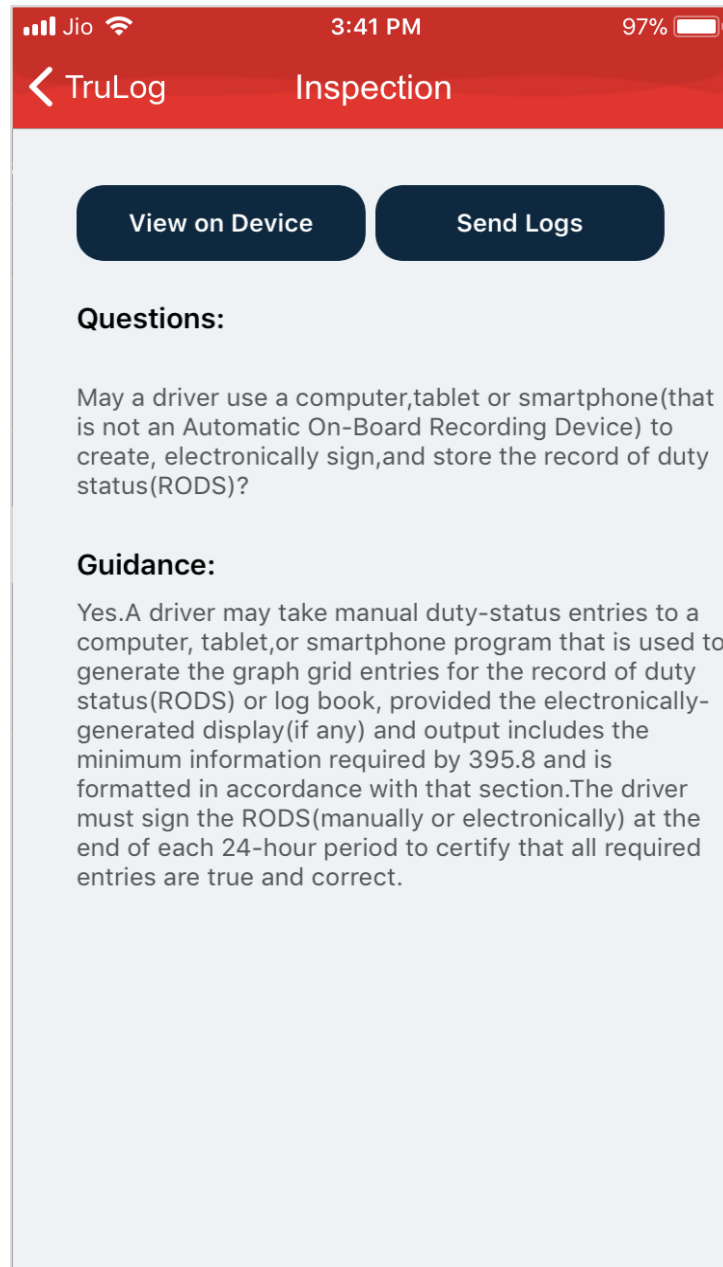 Jio 3:41 PM 97%
TruLog Inspection
View on Device Send Logs
Questions:
May a driver use a computer,tablet or smartphone(that
is not an Automatic On-Board Recording Device) to
create, electronically sign,and store the record of duty
status(RODS)?
Guidance:
Yes.A driver may take manual duty-status entries to a
computer, tablet,or smartphone program that is used to
generate the graph grid entries for the record of duty
status(RODS) or log book, provided the electronically-
generated display(if any) and output includes the
minimum information required by 395.8 and is
formatted in accordance with that section.The driver
must sign the RODS(manually or electronically) at the
end of each 24-hour period to certify that all required
entries are true and correct.